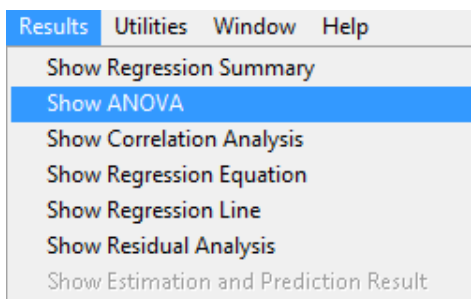 Results Utilities Window Help
Show Regression Summary
Show ANOVA
Show Correlation Analysis
Show Regression Equation
Show Regression Line
Show Residual Analysis
Show Estimation and Prediction Result